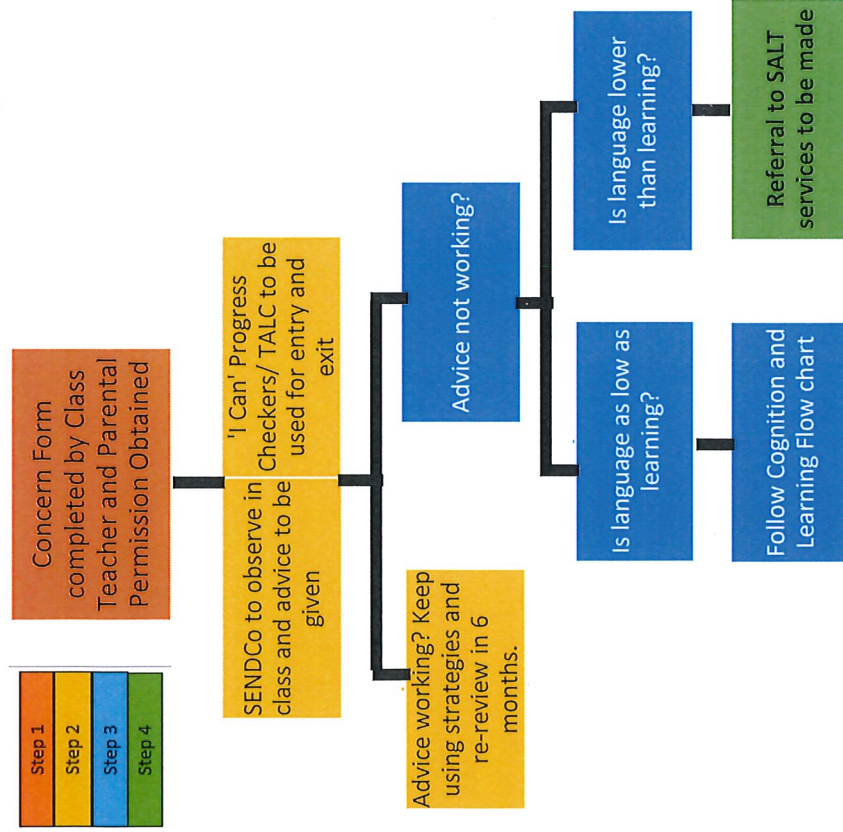 Step 1
Step 2
Step 3
Step 4
Concern Form
completed by Class
Teacher and Parental
Permission Obtained
SENDCo to observe in
class and advice to be
given
'I Can' Progress
Checkers/ TALC to be
used for entry and
exit
Advice working? Keep
using strategies and
re-review in 6
months.
Advice not working?
Is language as low as
learning?
Is language lower
than learning?
Follow Cognition and
Learning Flow chart
Referral to SALT
services to be made